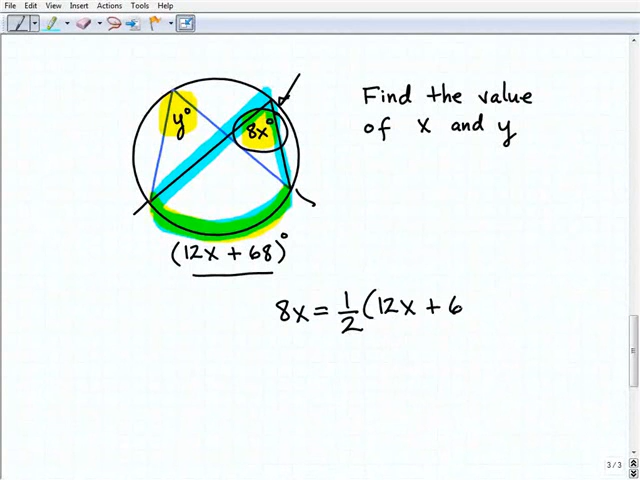 File Edit View Insert Actions Tools Help
Find the value
of x and y
y°
8x°
(12x + 68)°
8x = 1/2 (12x + 6
3 / 3